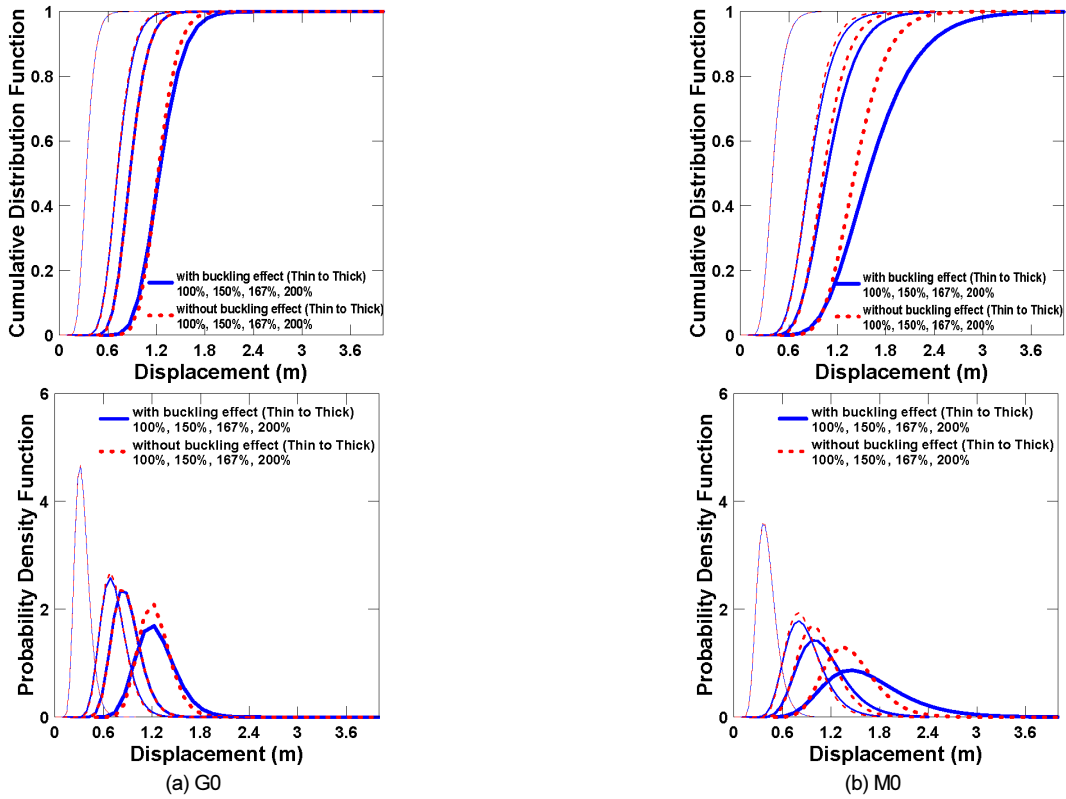 Cumulative Distribution Function
1
0.8
0.6
0.4
0.2
0
with buckling effect (Thin to Thick)
100%, 150%, 167%, 200%
without buckling effect (Thin to Thick)
100%, 150%, 167%, 200%
0 0.6 1.2 1.8 2.4 3 3.6
Displacement (m)
Probability Density Function
6
4
2
0
with buckling effect (Thin to Thick)
100%, 150%, 167%, 200%
without buckling effect (Thin to Thick)
100%, 150%, 167%, 200%
0 0.6 1.2 1.8 2.4 3 3.6
Displacement (m)
(a) G0
Cumulative Distribution Function
1
0.8
0.6
0.4
0.2
0
with buckling effect (Thin to Thick)
100%, 150%, 167%, 200%
without buckling effect (Thin to Thick)
100%, 150%, 167%, 200%
0 0.6 1.2 1.8 2.4 3 3.6
Displacement (m)
Probability Density Function
6
4
2
0
with buckling effect (Thin to Thick)
100%, 150%, 167%, 200%
without buckling effect (Thin to Thick)
100%, 150%, 167%, 200%
0 0.6 1.2 1.8 2.4 3 3.6
Displacement (m)
(b) M0